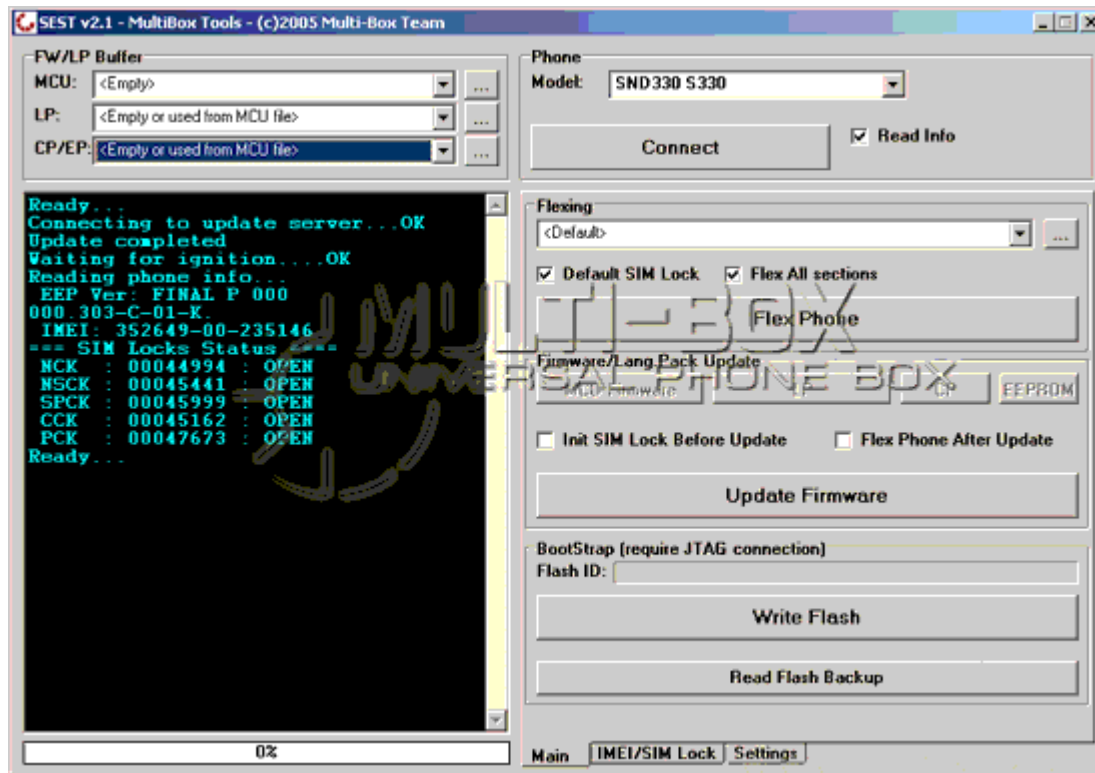 SEST v2.1 - MultiBox Tools - (c)2005 Multi-Box Team
FW/LP Buffer
MCU: <Empty> ...
LP: <Empty or used from MCU file> ...
CP/EP: <Empty or used from MCU file> ...
Phone
Model: SND330 S330
Connect
Read Info
Ready...
Connecting to update server...OK
Update completed
Waiting for ignition....OK
Reading phone info...
EEP Ver: FINAL P 000
000.303-C-01-K.
IMEI: 352649-00-235146
=== SIM Locks Status ====
NCK : 00044994 : OPEN
NSCK : 00045441 : OPEN
SPCK : 00045999 : OPEN
CCK : 00045162 : OPEN
PCK : 00047673 : OPEN
Ready...
0%
Flexing
<Default> ...
Default SIM Lock Flex All sections
Flex Phone
MULTI-BOX
UNIVERSAL PHONE BOX
Firmware/Lang Pack Update
MCU Firmware CP EEPROM
Init SIM Lock Before Update Flex Phone After Update
Update Firmware
BootStrap (require JTAG connection)
Flash ID:
Write Flash
Read Flash Backup
Main IMEI/SIM Lock Settings